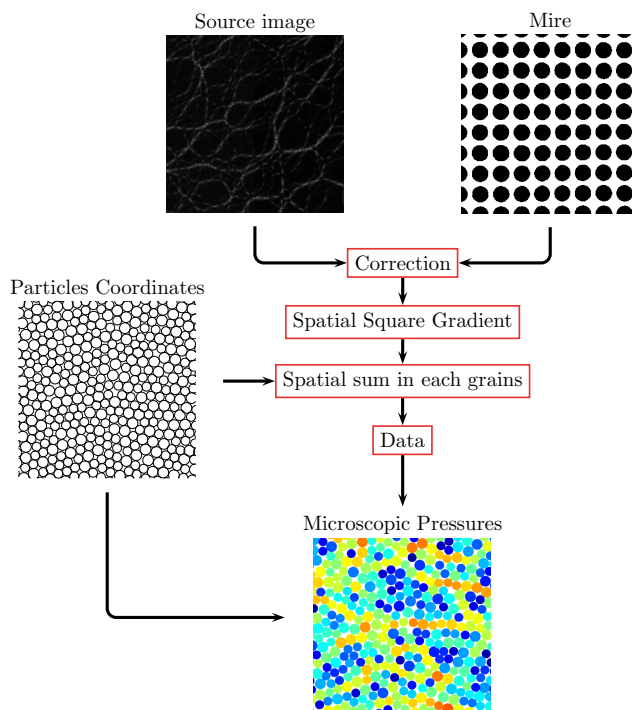 Source image
Mire
Correction
Particles Coordinates
Spatial Square Gradient
Spatial sum in each grains
Data
Microscopic Pressures